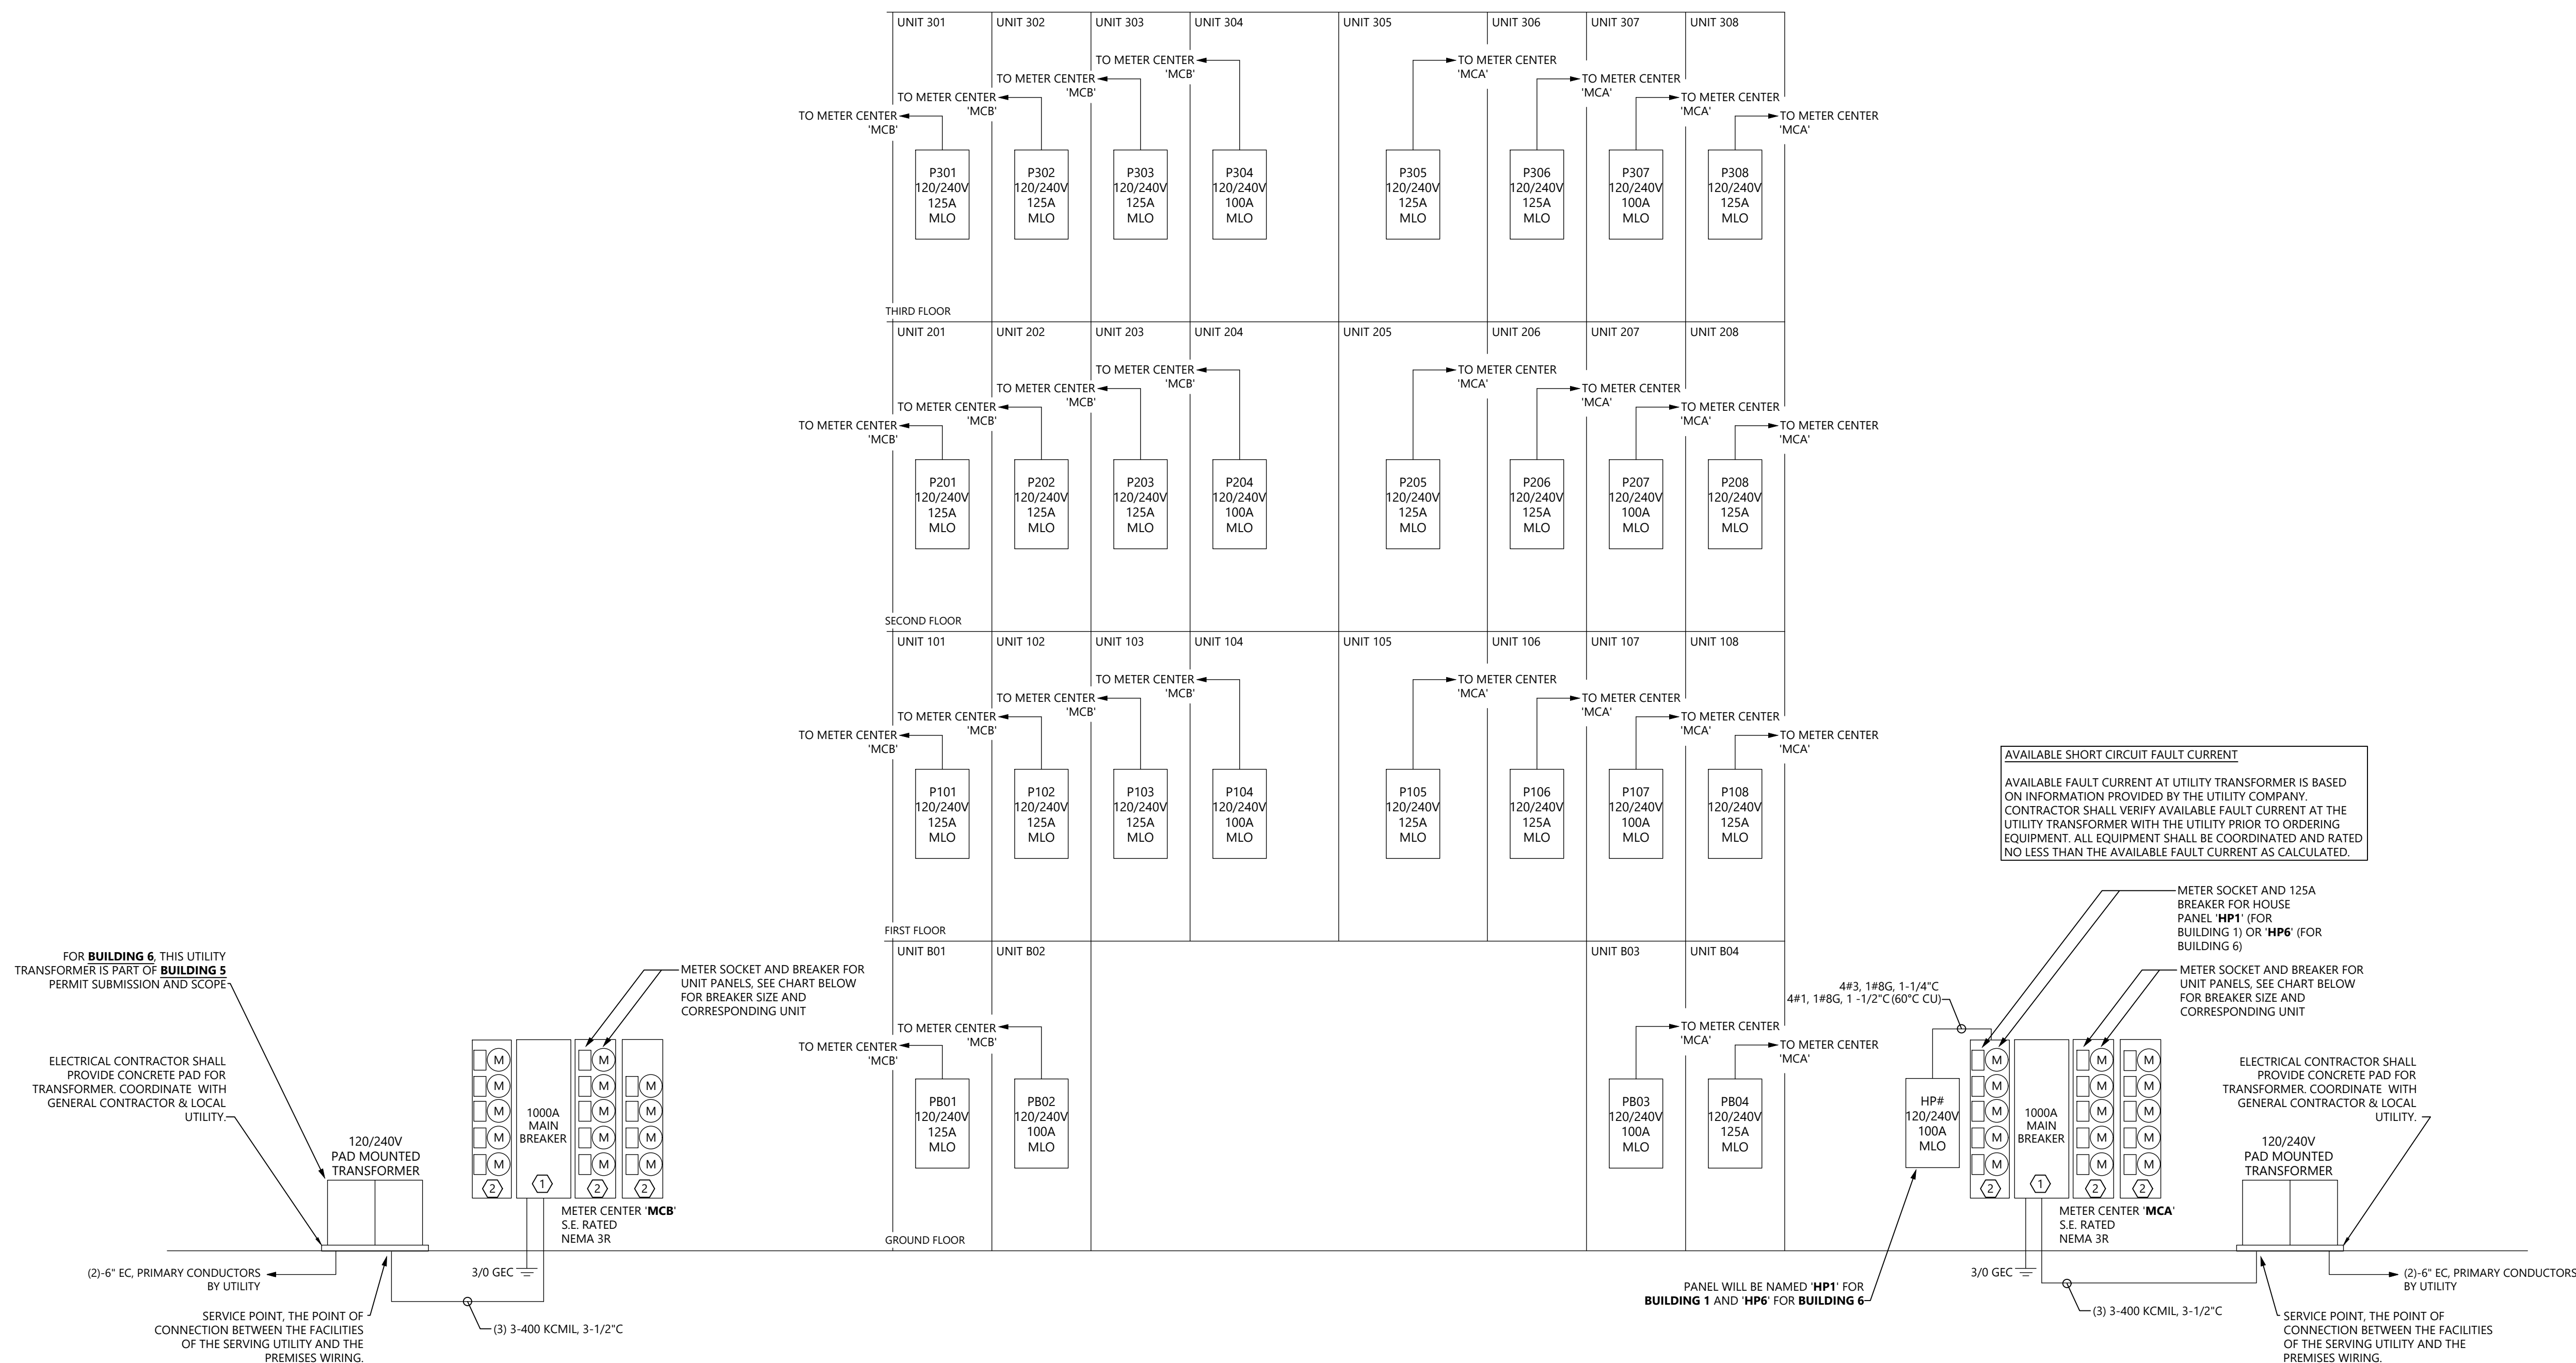 UNIT 301
UNIT 302
UNIT 303
UNIT 304
UNIT 305
UNIT 306
UNIT 307
UNIT 308
TO METER CENTER
'MCB'
TO METER CENTER
'MCB'
TO METER CENTER
'MCB'
TO METER CENTER
'MCB'
TO METER CENTER
'MCA'
TO METER CENTER
'MCA'
TO METER CENTER
'MCA'
TO METER CENTER
'MCA'
P301
120/240V
125A
MLO
P302
120/240V
125A
MLO
P303
120/240V
125A
MLO
P304
120/240V
100A
MLO
P305
120/240V
125A
MLO
P306
120/240V
125A
MLO
P307
120/240V
100A
MLO
P308
120/240V
125A
MLO
THIRD FLOOR
UNIT 201
UNIT 202
UNIT 203
UNIT 204
UNIT 205
UNIT 206
UNIT 207
UNIT 208
TO METER CENTER
'MCB'
TO METER CENTER
'MCB'
TO METER CENTER
'MCB'
TO METER CENTER
'MCB'
TO METER CENTER
'MCA'
TO METER CENTER
'MCA'
TO METER CENTER
'MCA'
TO METER CENTER
'MCA'
P201
120/240V
125A
MLO
P202
120/240V
125A
MLO
P203
120/240V
125A
MLO
P204
120/240V
100A
MLO
P205
120/240V
125A
MLO
P206
120/240V
125A
MLO
P207
120/240V
100A
MLO
P208
120/240V
125A
MLO
SECOND FLOOR
UNIT 101
UNIT 102
UNIT 103
UNIT 104
UNIT 105
UNIT 106
UNIT 107
UNIT 108
TO METER CENTER
'MCB'
TO METER CENTER
'MCB'
TO METER CENTER
'MCB'
TO METER CENTER
'MCB'
TO METER CENTER
'MCA'
TO METER CENTER
'MCA'
TO METER CENTER
'MCA'
TO METER CENTER
'MCA'
P101
120/240V
125A
MLO
P102
120/240V
125A
MLO
P103
120/240V
125A
MLO
P104
120/240V
100A
MLO
P105
120/240V
125A
MLO
P106
120/240V
125A
MLO
P107
120/240V
100A
MLO
P108
120/240V
125A
MLO
FIRST FLOOR
AVAILABLE SHORT CIRCUIT FAULT CURRENT
AVAILABLE FAULT CURRENT AT UTILITY TRANSFORMER IS BASED
ON INFORMATION PROVIDED BY THE UTILITY COMPANY.
CONTRACTOR SHALL VERIFY AVAILABLE FAULT CURRENT AT THE
UTILITY TRANSFORMER WITH THE UTILITY PRIOR TO ORDERING
EQUIPMENT. ALL EQUIPMENT SHALL BE COORDINATED AND RATED
NO LESS THAN THE AVAILABLE FAULT CURRENT AS CALCULATED.
FOR BUILDING 6, THIS UTILITY
TRANSFORMER IS PART OF BUILDING 5
PERMIT SUBMISSION AND SCOPE
ELECTRICAL CONTRACTOR SHALL
PROVIDE CONCRETE PAD FOR
TRANSFORMER. COORDINATE WITH
GENERAL CONTRACTOR & LOCAL
UTILITY.
120/240V
PAD MOUNTED
TRANSFORMER
METER SOCKET AND BREAKER FOR
UNIT PANELS, SEE CHART BELOW
FOR BREAKER SIZE AND
CORRESPONDING UNIT
M
M
M
M
M
2
1000A
MAIN
BREAKER
1
M
M
M
M
M
2
M
M
M
M
2
METER CENTER 'MCB'
S.E. RATED
NEMA 3R
3/0 GEC
(2)-6" EC, PRIMARY CONDUCTORS
BY UTILITY
SERVICE POINT, THE POINT OF
CONNECTION BETWEEN THE FACILITIES
OF THE SERVING UTILITY AND THE
PREMISES WIRING.
(3) 3-400 KCMIL, 3-1/2"C
UNIT B01
UNIT B02
UNIT B03
UNIT B04
TO METER CENTER
'MCB'
TO METER CENTER
'MCB'
TO METER CENTER
'MCA'
TO METER CENTER
'MCA'
PB01
120/240V
125A
MLO
PB02
120/240V
100A
MLO
PB03
120/240V
100A
MLO
PB04
120/240V
125A
MLO
GROUND FLOOR
METER SOCKET AND 125A
BREAKER FOR HOUSE
PANEL 'HP1' (FOR
BUILDING 1) OR 'HP6' (FOR
BUILDING 6)
METER SOCKET AND BREAKER FOR
UNIT PANELS, SEE CHART BELOW
FOR BREAKER SIZE AND
CORRESPONDING UNIT
4#3, 1#8G, 1-1/4"C
4#1, 1#8G, 1 -1/2"C (60°C CU)
HP#
120/240V
100A
MLO
M
M
M
M
M
2
1000A
MAIN
BREAKER
1
M
M
M
M
M
2
M
M
M
M
M
2
METER CENTER 'MCA'
S.E. RATED
NEMA 3R
ELECTRICAL CONTRACTOR SHALL
PROVIDE CONCRETE PAD FOR
TRANSFORMER. COORDINATE WITH
GENERAL CONTRACTOR & LOCAL
UTILITY.
120/240V
PAD MOUNTED
TRANSFORMER
3/0 GEC
PANEL WILL BE NAMED 'HP1' FOR
BUILDING 1 AND 'HP6' FOR BUILDING 6
(3) 3-400 KCMIL, 3-1/2"C
(2)-6" EC, PRIMARY CONDUCTORS
BY UTILITY
SERVICE POINT, THE POINT OF
CONNECTION BETWEEN THE FACILITIES
OF THE SERVING UTILITY AND THE
PREMISES WIRING.